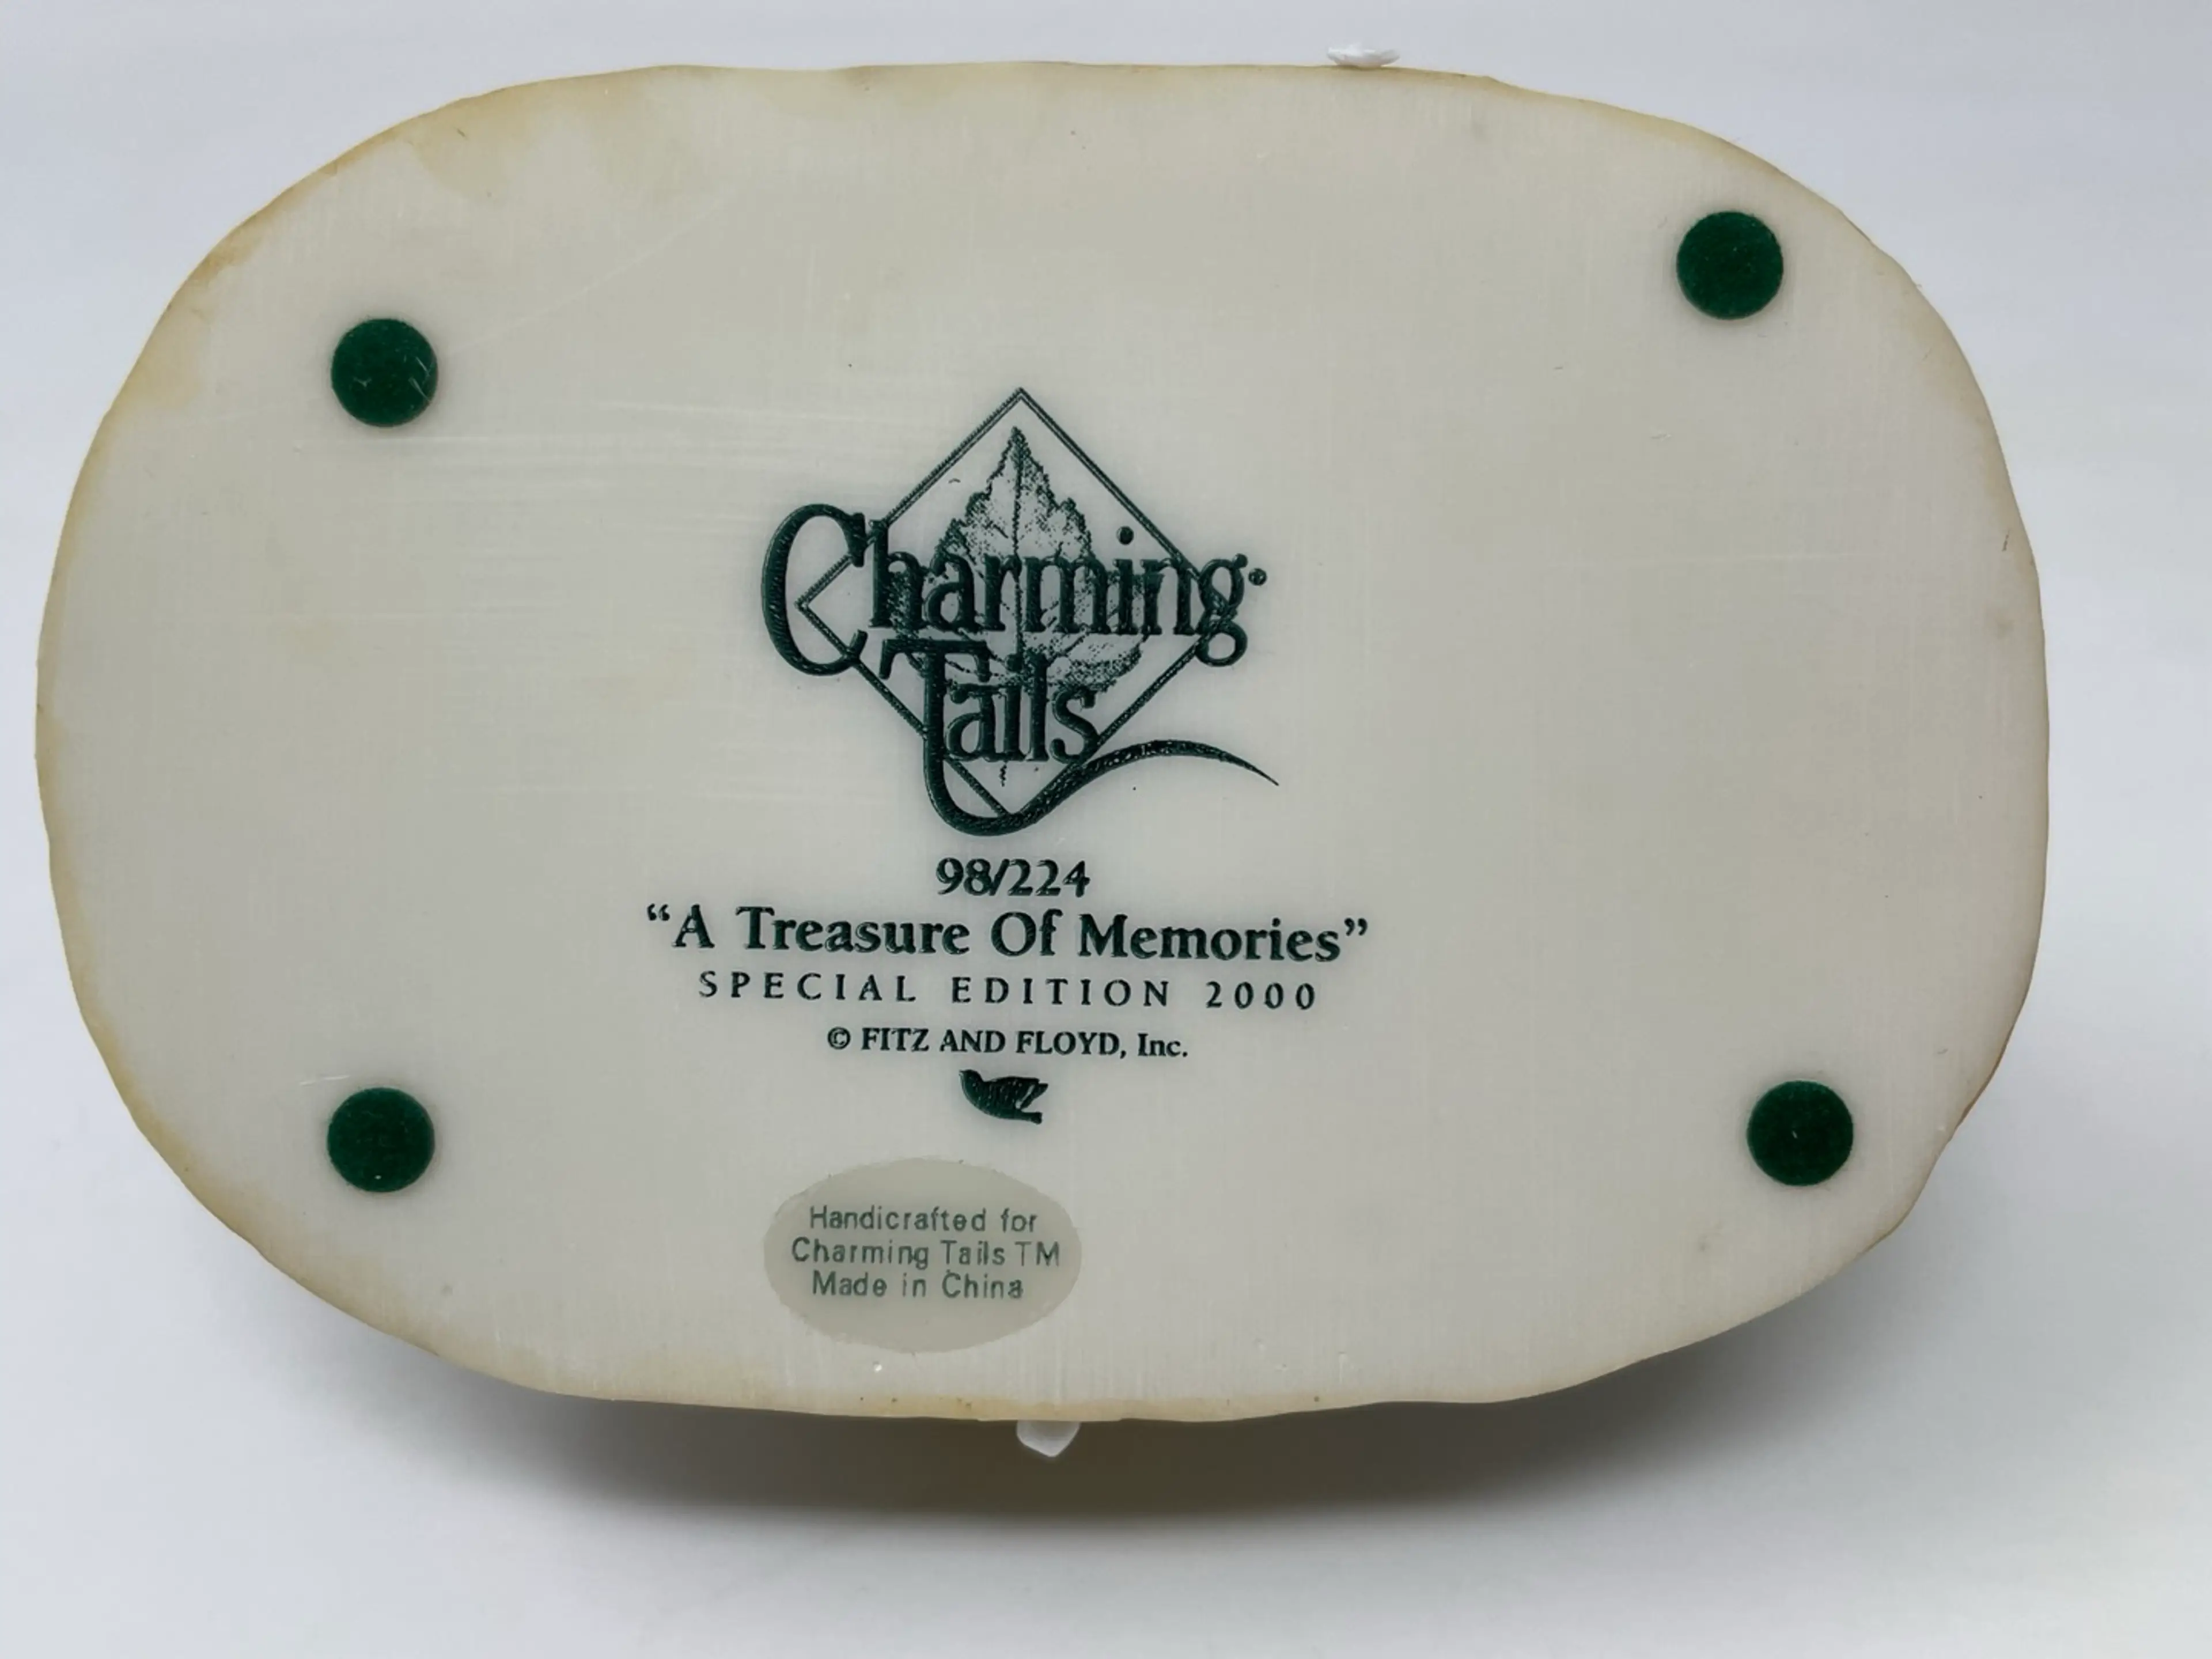 Charming
Tails
98/224
“A Treasure Of Memories”
SPECIAL EDITION 2000
© FITZ AND FLOYD, Inc.
Handicrafted for
Charming Tails TM
Made in China